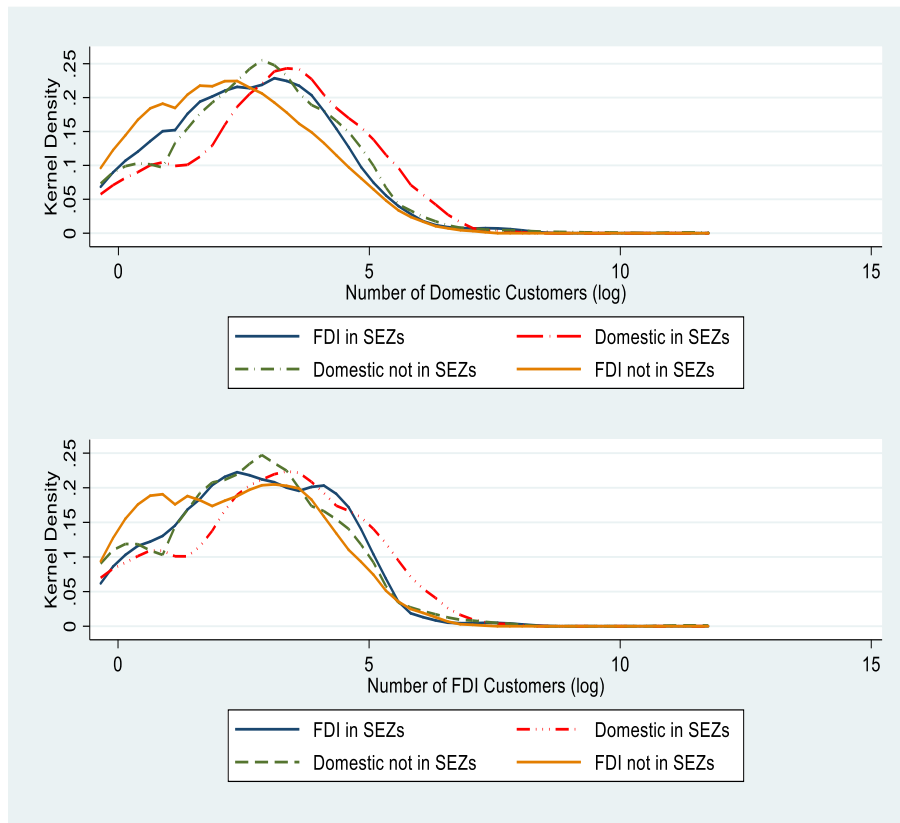 Kernel Density
.25
.2
.15
.1
.05
0
0 5 10 15
Number of Domestic Customers (log)
FDI in SEZs Domestic in SEZs
Domestic not in SEZs FDI not in SEZs
Kernel Density
.25
.2
.15
.1
.05
0
0 5 10 15
Number of FDI Customers (log)
FDI in SEZs Domestic in SEZs
Domestic not in SEZs FDI not in SEZs